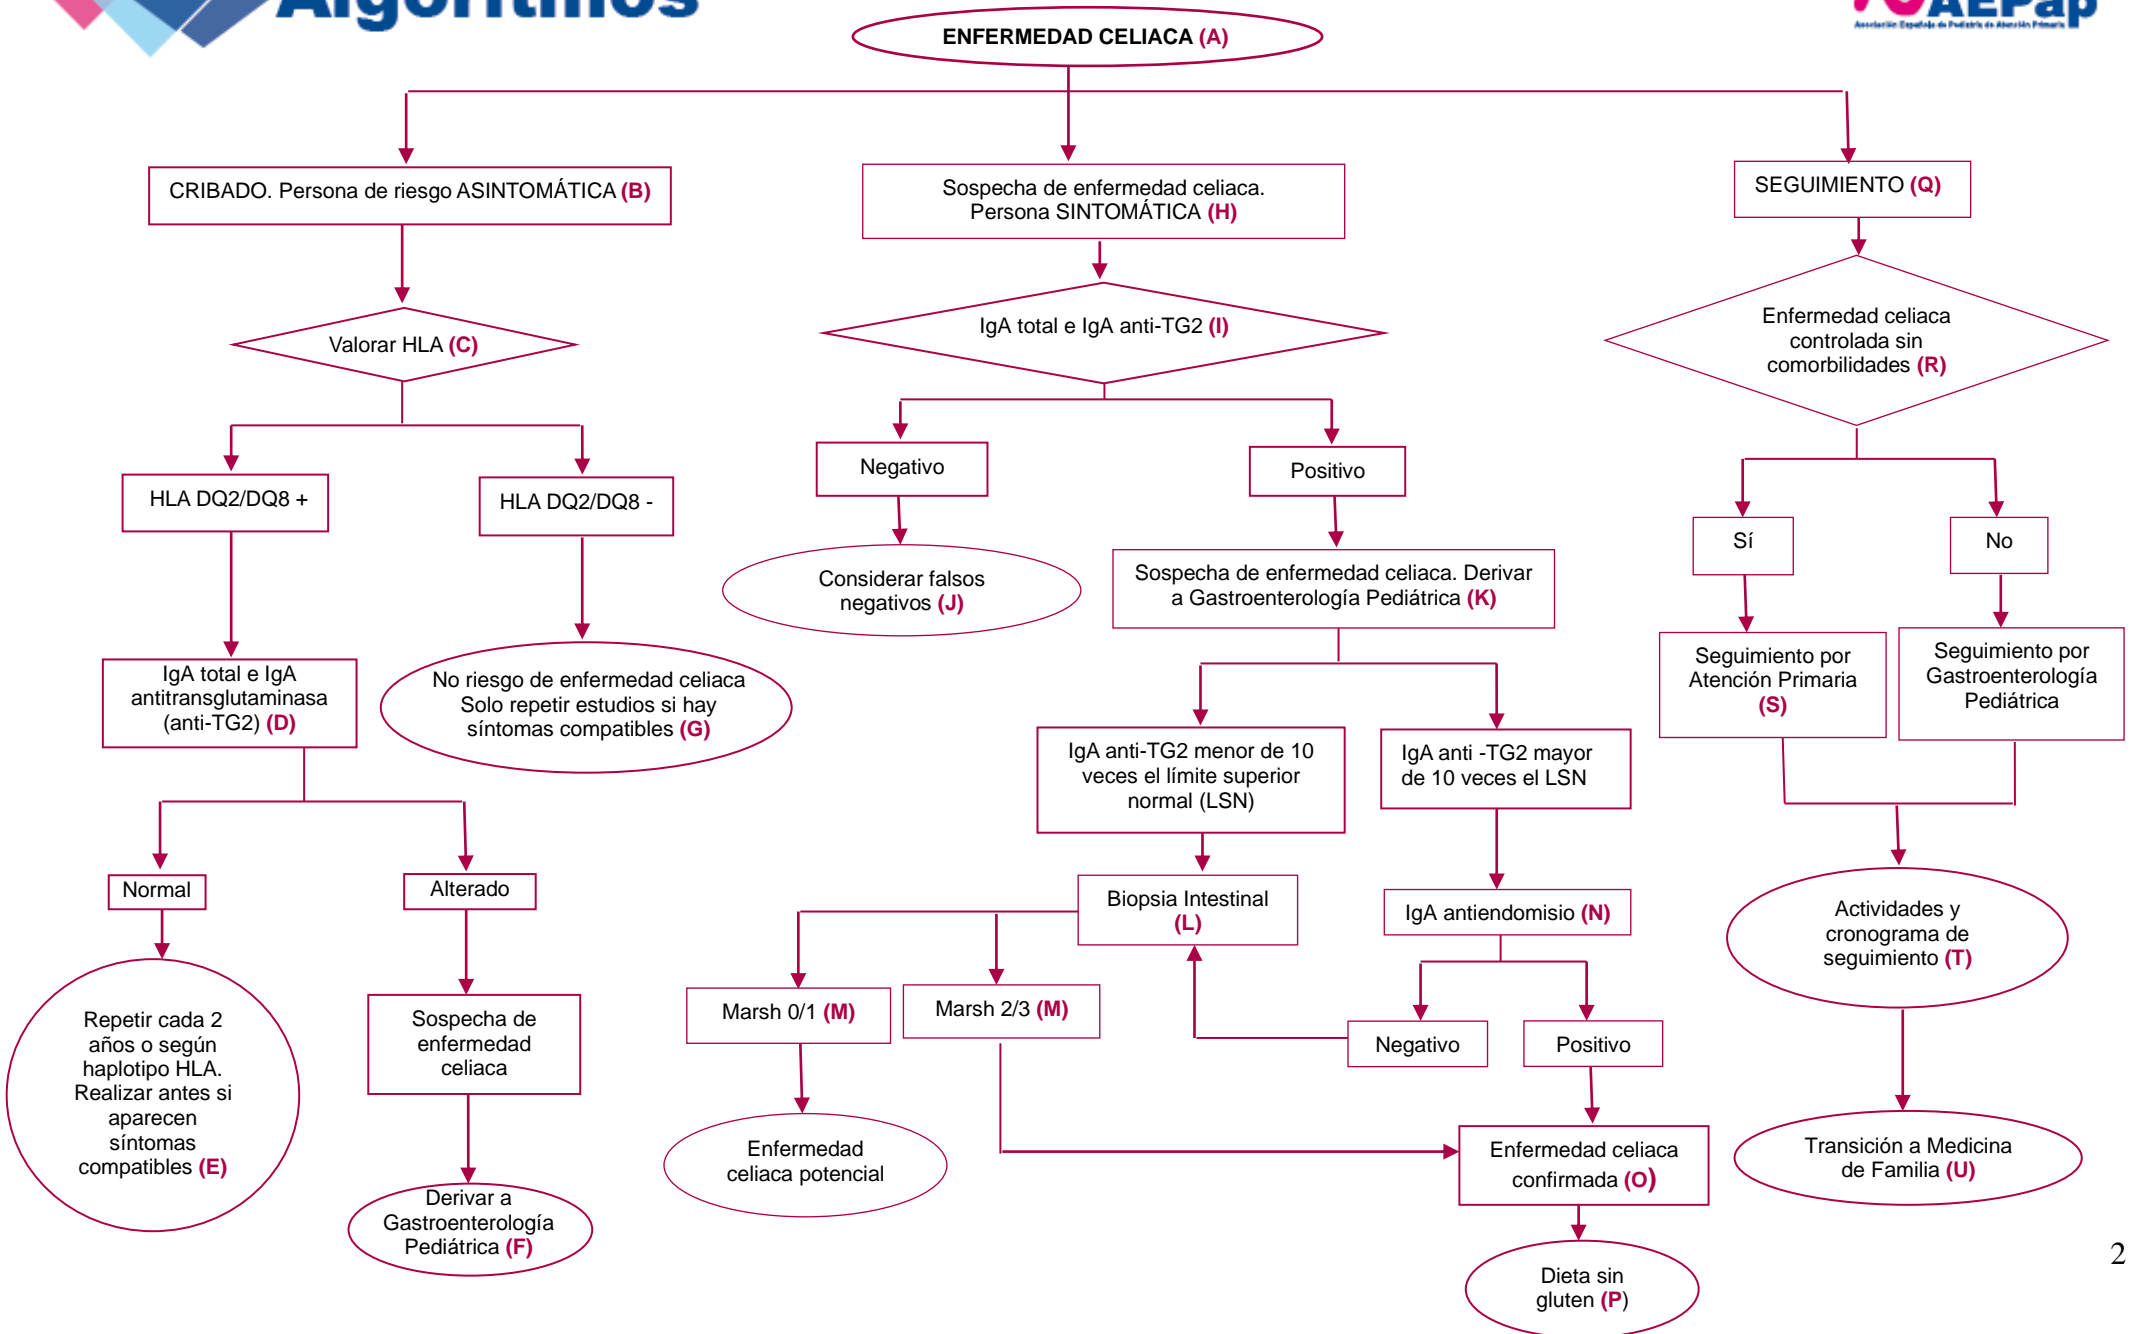 Algoritmos
AEPap
Asociación Española de Pediatría de Atención Primaria
ENFERMEDAD CELIACA (A)
CRIBADO. Persona de riesgo ASINTOMÁTICA (B)
Valorar HLA (C)
HLA DQ2/DQ8 +
HLA DQ2/DQ8 -
IgA total e IgA
antitransglutaminasa
(anti-TG2) (D)
No riesgo de enfermedad celiaca
Solo repetir estudios si hay
síntomas compatibles (G)
Normal
Alterado
Repetir cada 2
años o según
haplotipo HLA.
Realizar antes si
aparecen
síntomas
compatibles (E)
Sospecha de
enfermedad
celiaca
Derivar a
Gastroenterología
Pediátrica (F)
Sospecha de enfermedad celiaca.
Persona SINTOMÁTICA (H)
IgA total e IgA anti-TG2 (I)
Negativo
Positivo
Considerar falsos
negativos (J)
Sospecha de enfermedad celiaca. Derivar
a Gastroenterología Pediátrica (K)
IgA anti-TG2 menor de 10
veces el límite superior
normal (LSN)
IgA anti -TG2 mayor
de 10 veces el LSN
Biopsia Intestinal
(L)
IgA antiendomisio (N)
Marsh 0/1 (M)
Marsh 2/3 (M)
Negativo
Positivo
Enfermedad
celiaca potencial
Enfermedad celiaca
confirmada (O)
Dieta sin
gluten (P)
SEGUIMIENTO (Q)
Enfermedad celiaca
controlada sin
comorbilidades (R)
Sí
No
Seguimiento por
Atención Primaria
(S)
Seguimiento por
Gastroenterología
Pediátrica
Actividades y
cronograma de
seguimiento (T)
Transición a Medicina
de Familia (U)
2